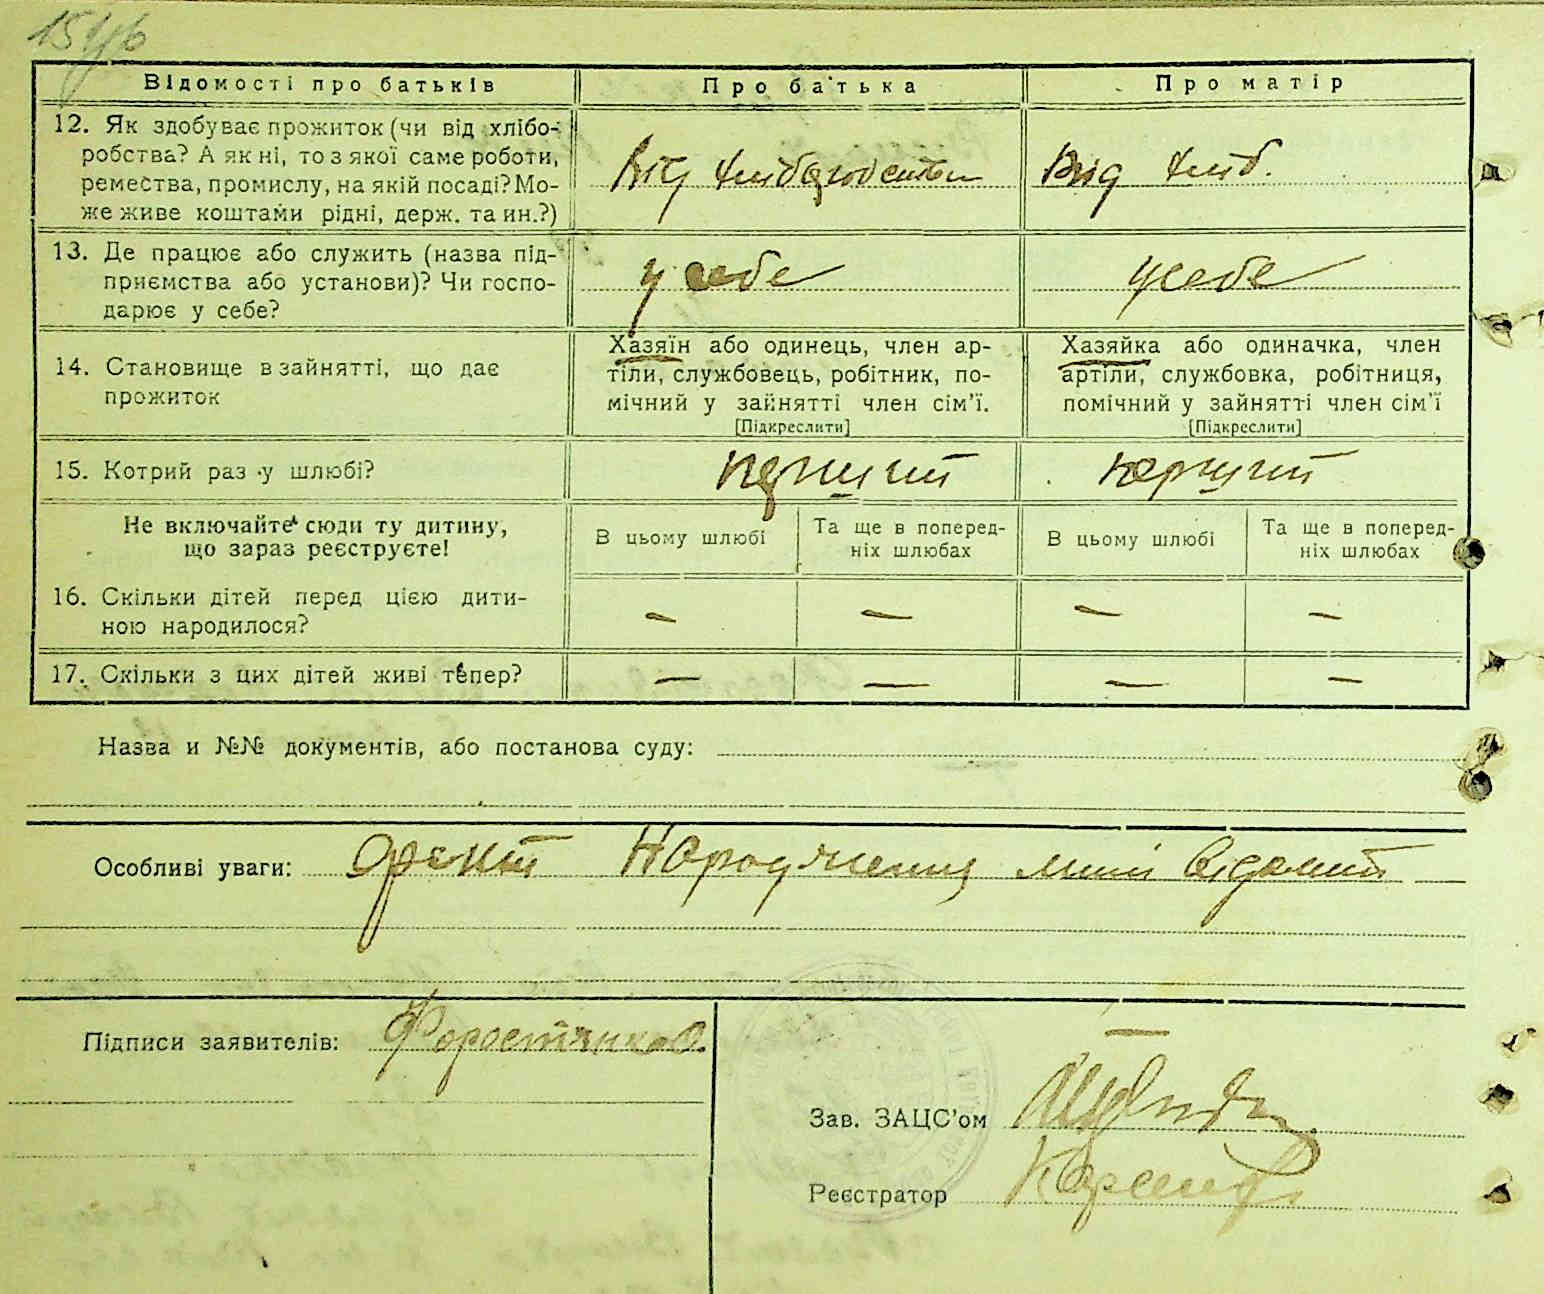 Відомості про батьків
Про батька
Про матір
12. Як здобуває прожиток (чи від хлібо-
робства? А як ні, то з якої саме роботи,
ремества, промислу, на якій посаді? Мо-
же живе коштами рідні, держ. та ин.?)
Від
Від хліб.
13. Де працює або служить (назва під-
приємства або установи)? Чи госпо-
дарює у себе?
у себе
у себе
14. Становище в зайнятті, що дає
прожиток
Хазяїн або одинець, член ар-
тіли, службовець, робітник, по-
мічний у зайнятті член сім'ї.
[Підкреслити]
Хазяйка або одиначка, член
артіли, службовка, робітниця,
помічний у зайнятті член сім'ї
[Підкреслити]
15. Котрий раз у шлюбі?
перший
перший
Не включайте сюди ту дитину,
що зараз реєструєте!
В цьому шлюбі
Та ще в поперед-
ніх шлюбах
В цьому шлюбі
Та ще в поперед-
ніх шлюбах
16. Скільки дітей перед цією дити-
ною народилося?
— — — —
17. Скільки з цих дітей живі тепер?
— — — —
Назва и №№ документів, або постанова суду:
Особливі уваги: народження мині відомий
Підписи заявителів:
Зав. ЗАЦС'ом
Реєстратор